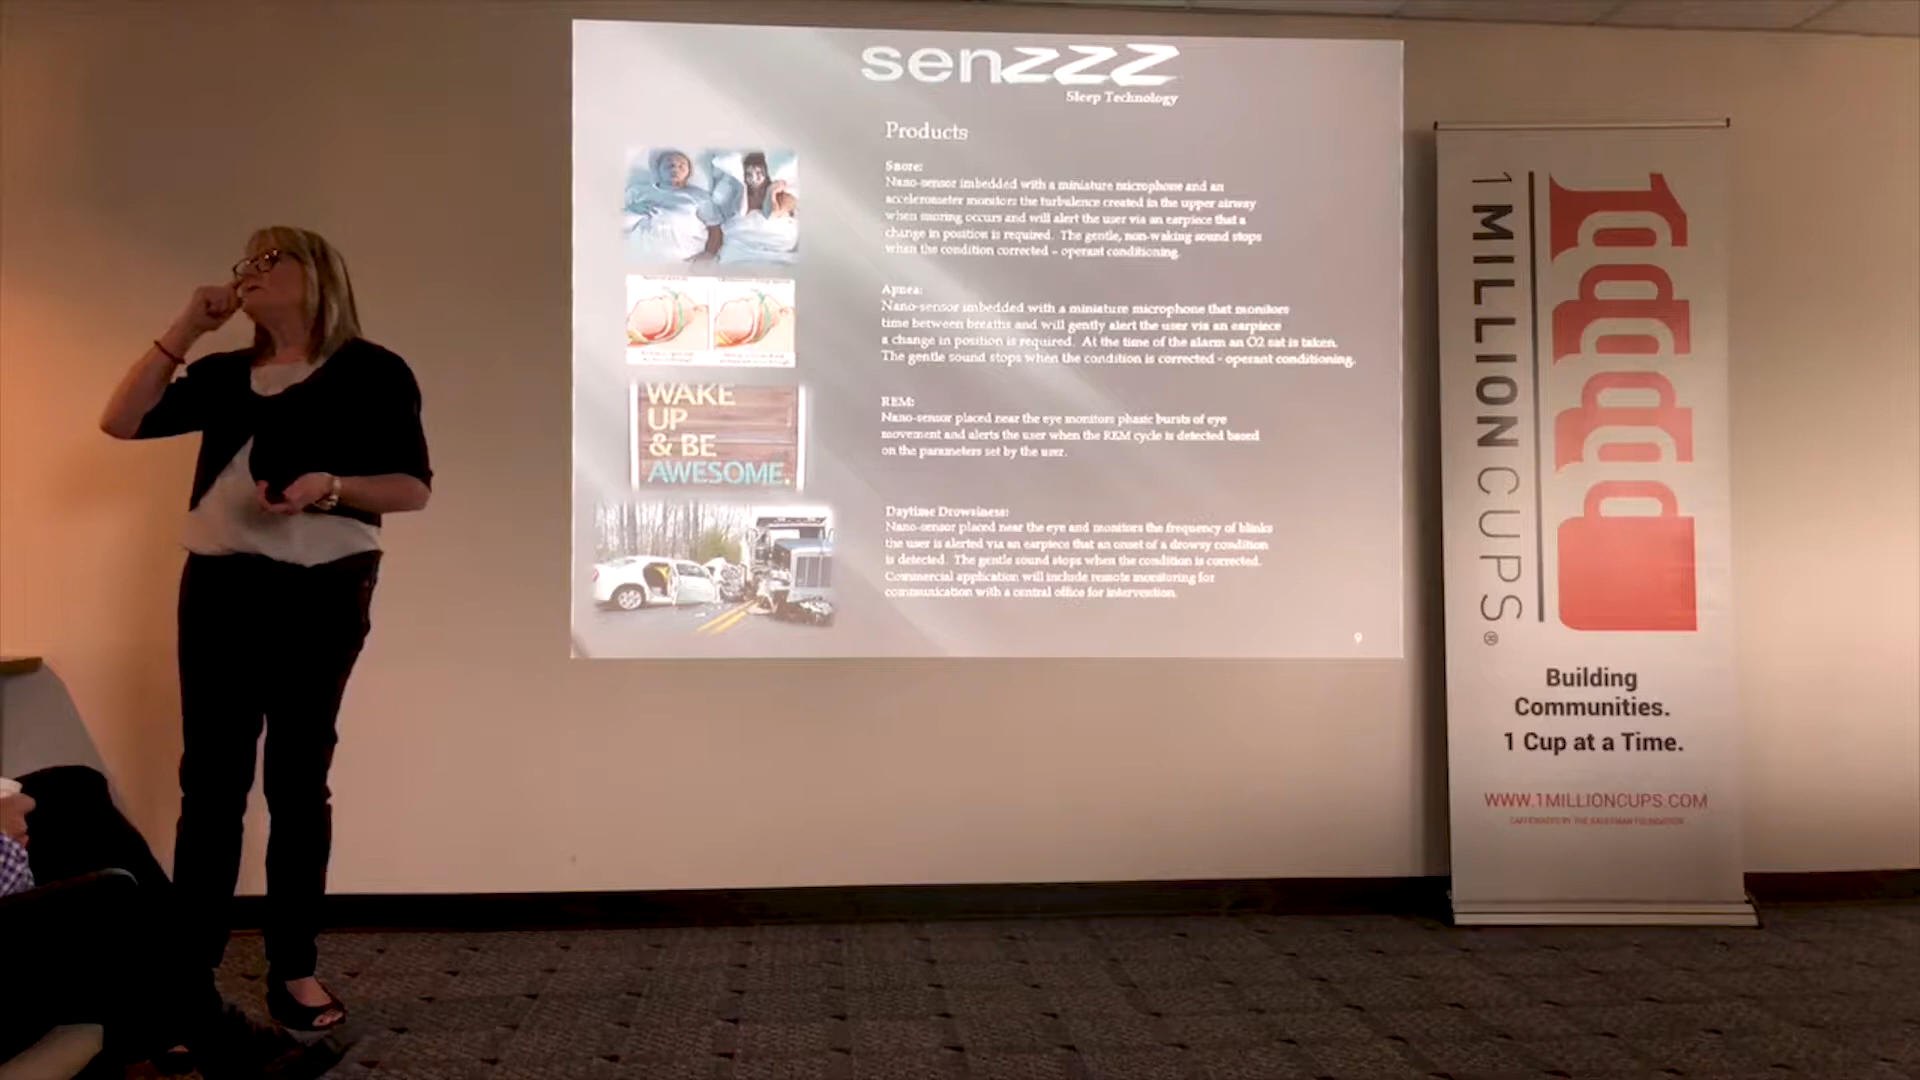 senzzz
Sleep Technology
Products
Snore:
Nano-sensor imbedded with a miniature microphone and an
accelerometer monitors the turbulence created in the upper airway
when snoring occurs and will alert the user via an earpiece that a
change in position is required. The gentle, non-waking sound stops
when the condition corrected - operant conditioning.
Apnea:
Nano-sensor imbedded with a miniature microphone that monitors
time between breaths and will gently alert the user via an earpiece
a change in position is required. At the time of the alarm an O2 sat is taken.
The gentle sound stops when the condition is corrected - operant conditioning.
WAKE
UP
& BE
AWESOME.
REM:
Nano-sensor placed near the eye monitors phasic bursts of eye
movement and alerts the user when the REM cycle is detected based
on the parameters set by the user.
Daytime Drowsiness:
Nano-sensor placed near the eye and monitors the frequency of blinks
the user is alerted via an earpiece that an onset of a drowsy condition
is detected. The gentle sound stops when the condition is corrected.
Commercial application will include remote monitoring for
communication with a central office for intervention.
9
1 MILLION CUPS®
Building
Communities.
1 Cup at a Time.
WWW.1MILLIONCUPS.COM
CAFFEINATED BY THE KAUFFMAN FOUNDATION